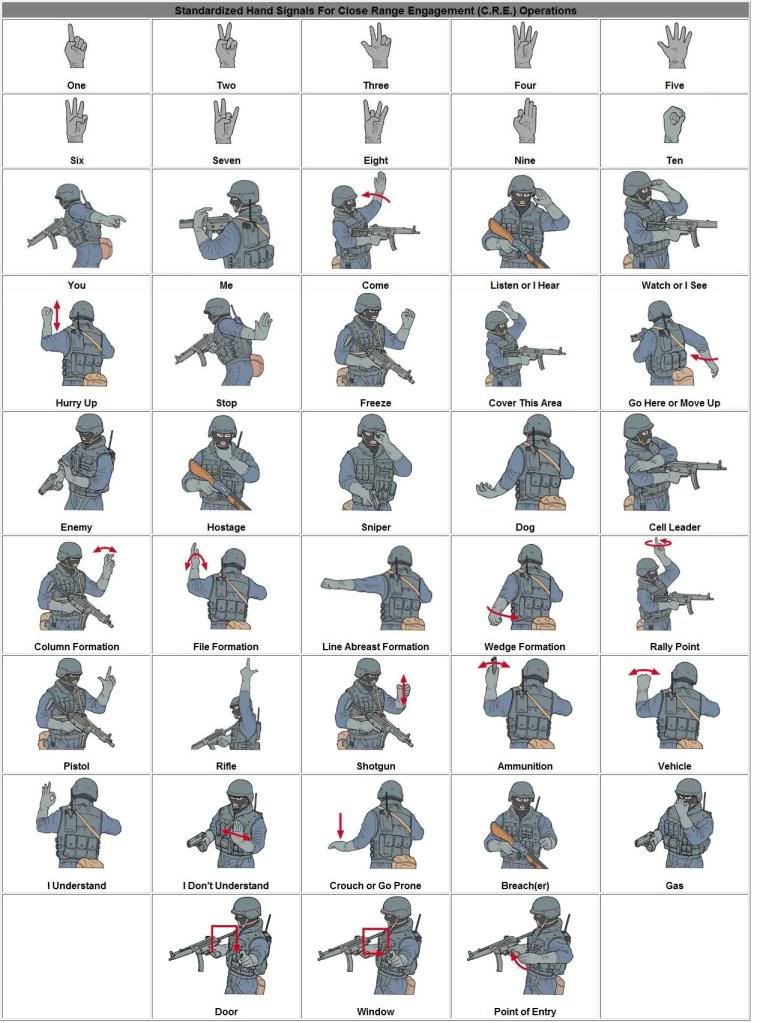 Standardized Hand Signals For Close Range Engagement (C.R.E.) Operations
One
Two
Three
Four
Five
Six
Seven
Eight
Nine
Ten
You
Me
Come
Listen or I Hear
Watch or I See
Hurry Up
Stop
Freeze
Cover This Area
Go Here or Move Up
Enemy
Hostage
Sniper
Dog
Cell Leader
Column Formation
File Formation
Line Abreast Formation
Wedge Formation
Rally Point
Pistol
Rifle
Shotgun
Ammunition
Vehicle
I Understand
I Don't Understand
Crouch or Go Prone
Breach(er)
Gas
Door
Window
Point of Entry